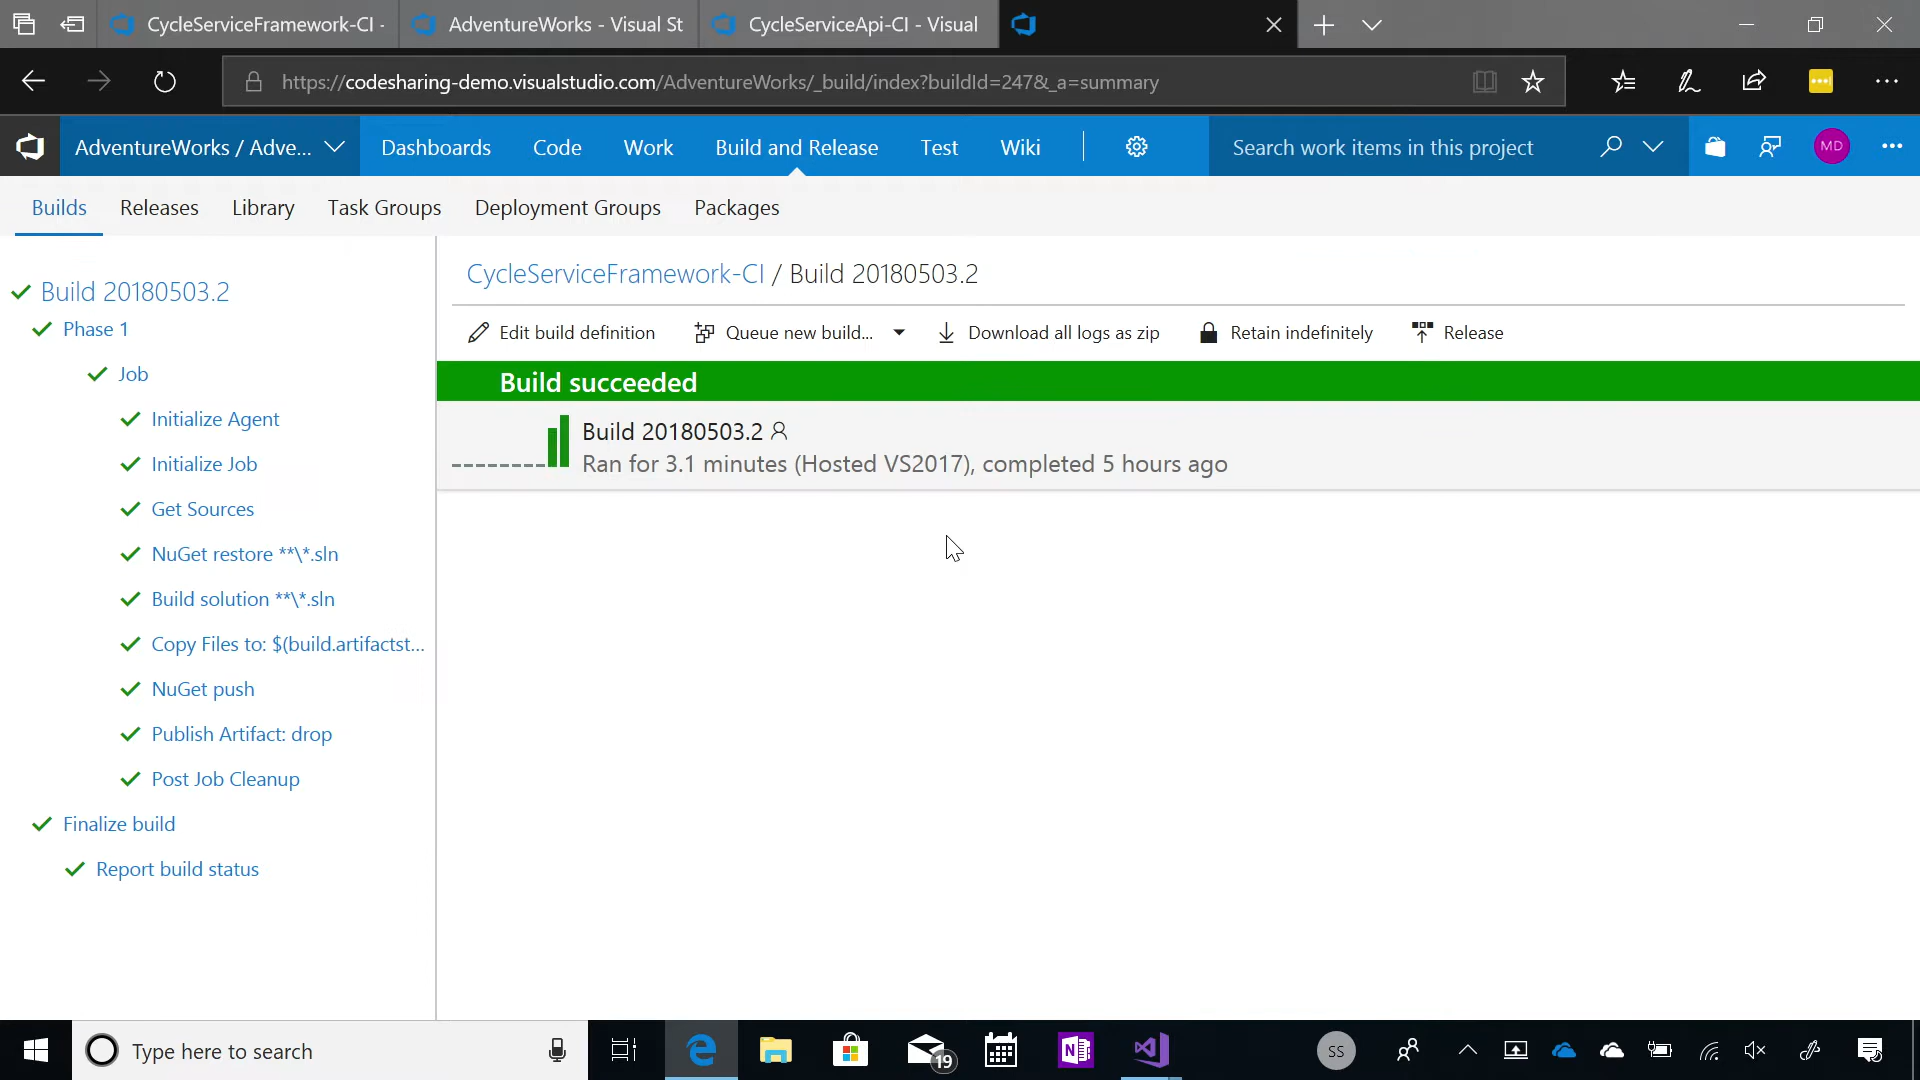 CycleServiceFramework-CI -
AdventureWorks - Visual St
CycleServiceApi-CI - Visual
https://codesharing-demo.visualstudio.com/AdventureWorks/_build/index?buildId=247&_a=summary
AdventureWorks / Adve...
Dashboards
Code
Work
Build and Release
Test
Wiki
Search work items in this project
MD
Builds
Releases
Library
Task Groups
Deployment Groups
Packages
Build 20180503.2
Phase 1
Job
Initialize Agent
Initialize Job
Get Sources
NuGet restore **\*.sln
Build solution **\*.sln
Copy Files to: $(build.artifactst...
NuGet push
Publish Artifact: drop
Post Job Cleanup
Finalize build
Report build status
CycleServiceFramework-CI / Build 20180503.2
Edit build definition
Queue new build...
Download all logs as zip
Retain indefinitely
Release
Build succeeded
Build 20180503.2
Ran for 3.1 minutes (Hosted VS2017), completed 5 hours ago
Type here to search
19
N
SS